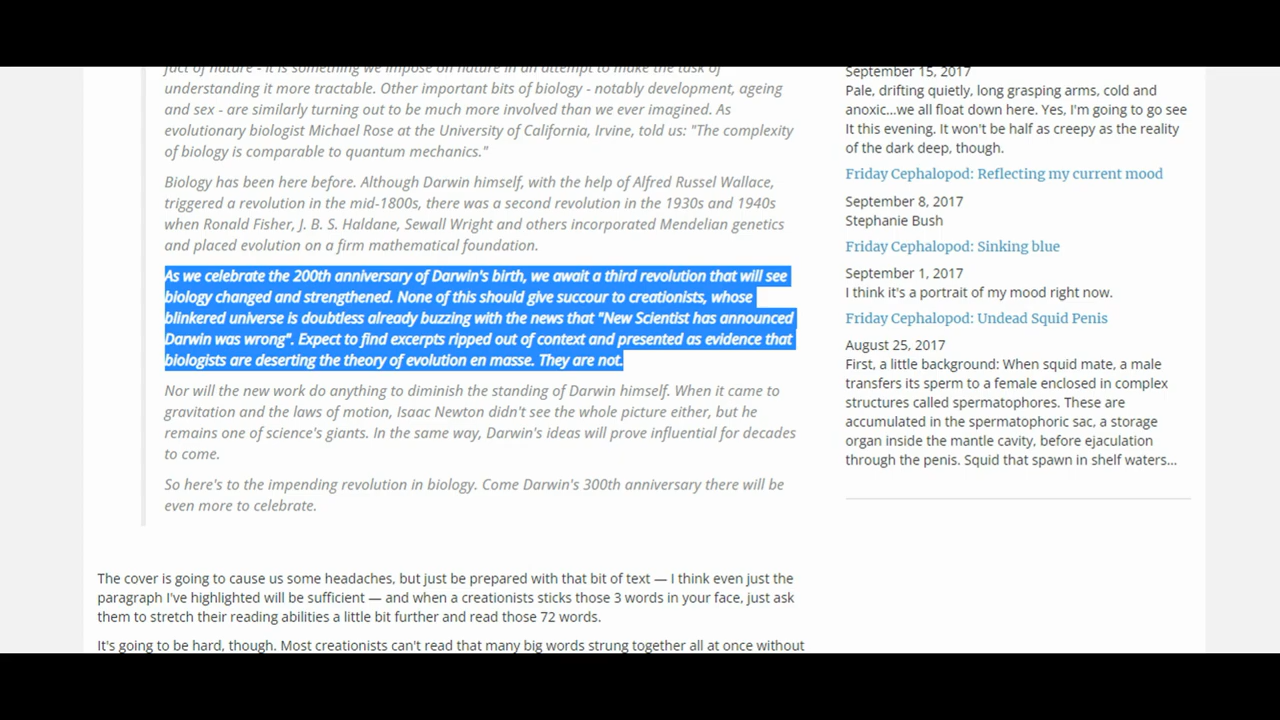 fact of nature - it is something we impose on nature in an attempt to make the task of
understanding it more tractable. Other important bits of biology - notably development, ageing
and sex - are similarly turning out to be much more involved than we ever imagined. As
evolutionary biologist Michael Rose at the University of California, Irvine, told us: "The complexity
of biology is comparable to quantum mechanics."
Biology has been here before. Although Darwin himself, with the help of Alfred Russel Wallace,
triggered a revolution in the mid-1800s, there was a second revolution in the 1930s and 1940s
when Ronald Fisher, J. B. S. Haldane, Sewall Wright and others incorporated Mendelian genetics
and placed evolution on a firm mathematical foundation.
As we celebrate the 200th anniversary of Darwin's birth, we await a third revolution that will see
biology changed and strengthened. None of this should give succour to creationists, whose
blinkered universe is doubtless already buzzing with the news that "New Scientist has announced
Darwin was wrong". Expect to find excerpts ripped out of context and presented as evidence that
biologists are deserting the theory of evolution en masse. They are not.
Nor will the new work do anything to diminish the standing of Darwin himself. When it came to
gravitation and the laws of motion, Isaac Newton didn't see the whole picture either, but he
remains one of science's giants. In the same way, Darwin's ideas will prove influential for decades
to come.
So here's to the impending revolution in biology. Come Darwin's 300th anniversary there will be
even more to celebrate.
The cover is going to cause us some headaches, but just be prepared with that bit of text — I think even just the
paragraph I've highlighted will be sufficient — and when a creationists sticks those 3 words in your face, just ask
them to stretch their reading abilities a little bit further and read those 72 words.
It's going to be hard, though. Most creationists can't read that many big words strung together all at once without
September 15, 2017
Pale, drifting quietly, long grasping arms, cold and
anoxic...we all float down here. Yes, I'm going to go see
It this evening. It won't be half as creepy as the reality
of the dark deep, though.
Friday Cephalopod: Reflecting my current mood
September 8, 2017
Stephanie Bush
Friday Cephalopod: Sinking blue
September 1, 2017
I think it's a portrait of my mood right now.
Friday Cephalopod: Undead Squid Penis
August 25, 2017
First, a little background: When squid mate, a male
transfers its sperm to a female enclosed in complex
structures called spermatophores. These are
accumulated in the spermatophoric sac, a storage
organ inside the mantle cavity, before ejaculation
through the penis. Squid that spawn in shelf waters...